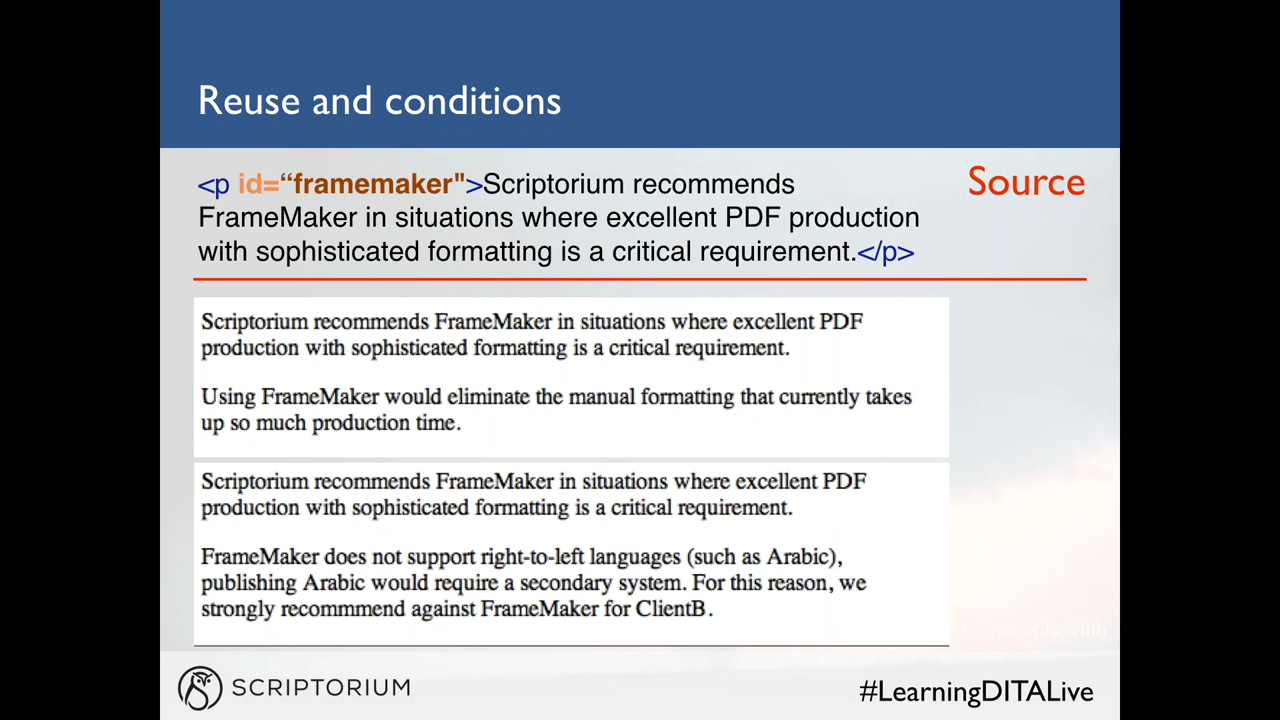 Reuse and conditions
<p id=“framemaker">Scriptorium recommends
FrameMaker in situations where excellent PDF production
with sophisticated formatting is a critical requirement.</p>
Source
Scriptorium recommends FrameMaker in situations where excellent PDF
production with sophisticated formatting is a critical requirement.
Using FrameMaker would eliminate the manual formatting that currently takes
up so much production time.
Scriptorium recommends FrameMaker in situations where excellent PDF
production with sophisticated formatting is a critical requirement.
FrameMaker does not support right-to-left languages (such as Arabic),
publishing Arabic would require a secondary system. For this reason, we
strongly recommmend against FrameMaker for ClientB.
SCRIPTORIUM
#LearningDITALive